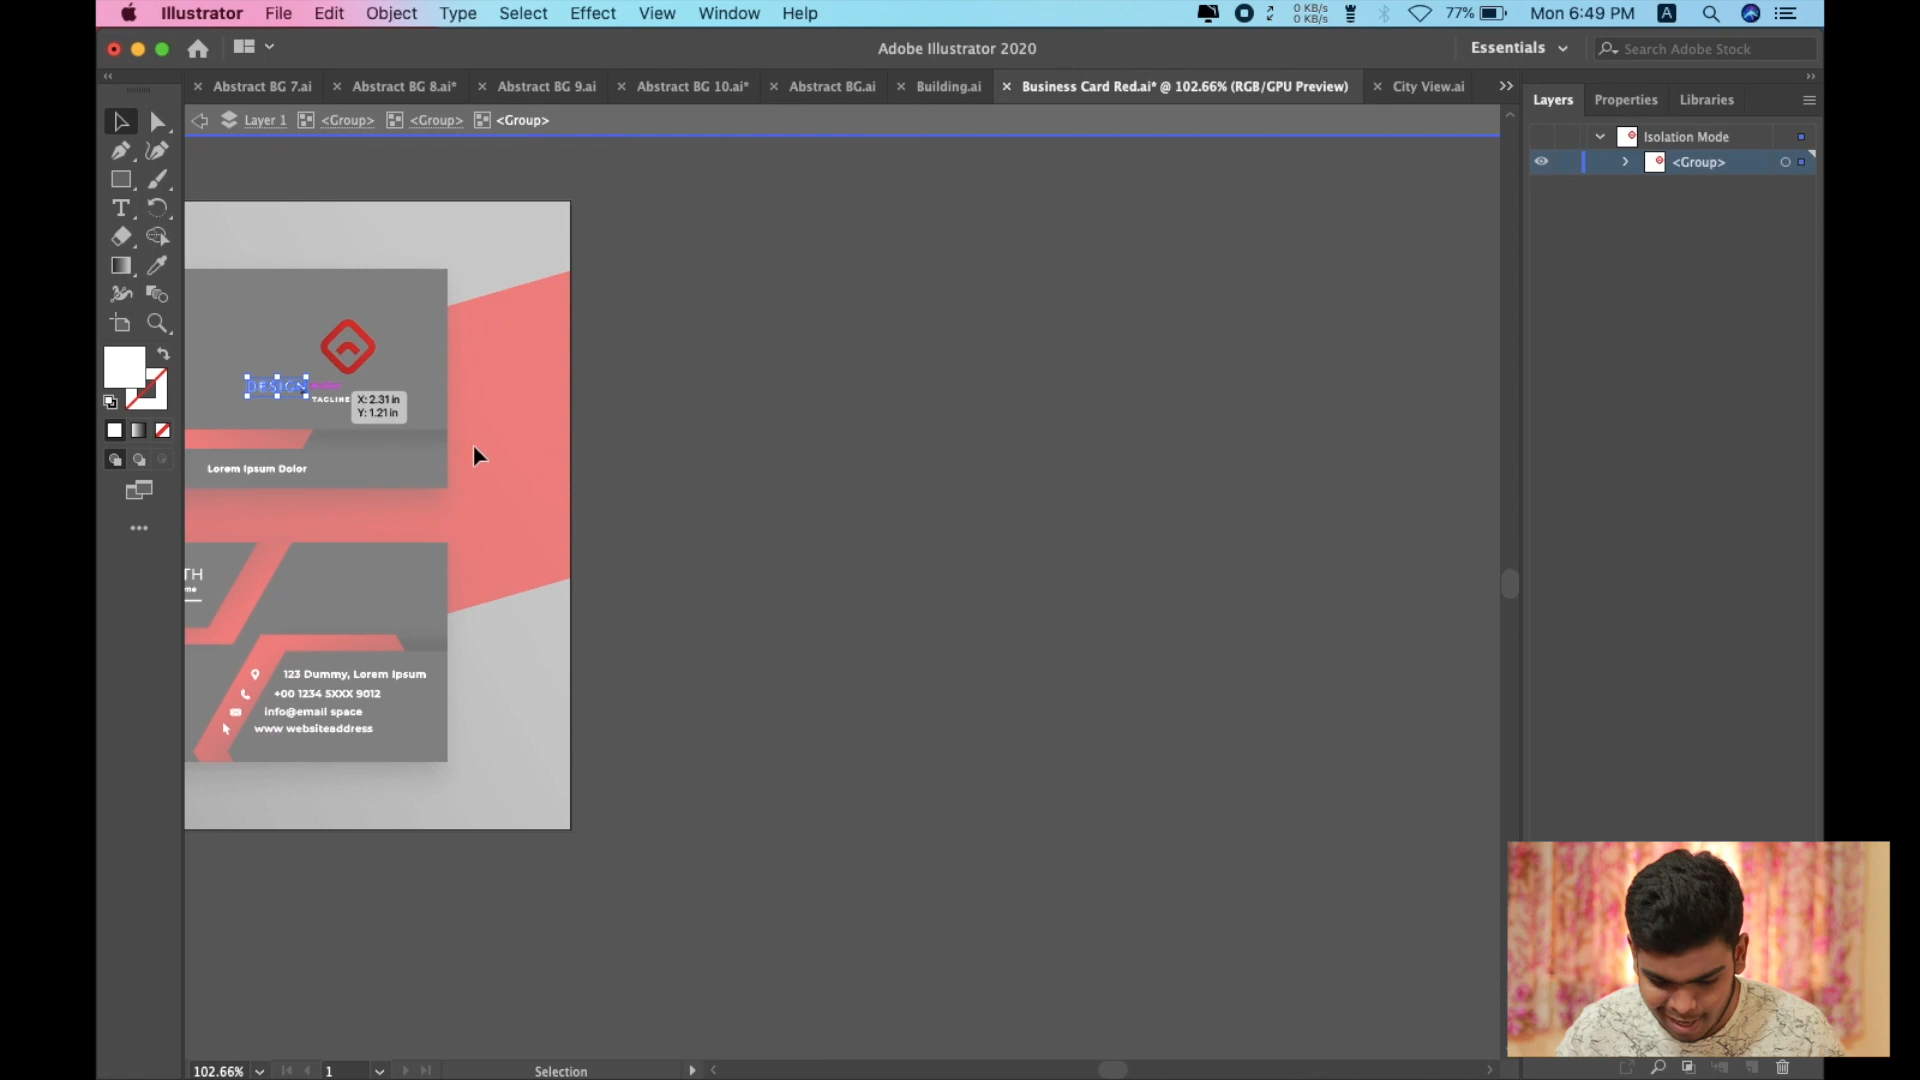 Illustrator File Edit Object Type Select Effect View Window Help
0 KB/s
0 KB/s
77%
Mon 6:49 PM
A
Adobe Illustrator 2020
Essentials
Search Adobe Stock
Abstract BG 7.ai
Abstract BG 8.ai*
Abstract BG 9.ai
Abstract BG 10.ai*
Abstract BG.ai
Building.ai
Business Card Red.ai* @ 102.66% (RGB/GPU Preview)
City View.ai
Layers
Properties
Libraries
Layer 1
<Group>
<Group>
<Group>
Isolation Mode
<Group>
DESIGN
TAGLINE
X: 2.31 in
Y: 1.21 in
Lorem Ipsum Dolor
TH
me
123 Dummy, Lorem Ipsum
+00 1234 5XXX 9012
info@email space
www websiteaddress
102.66%
1
Selection